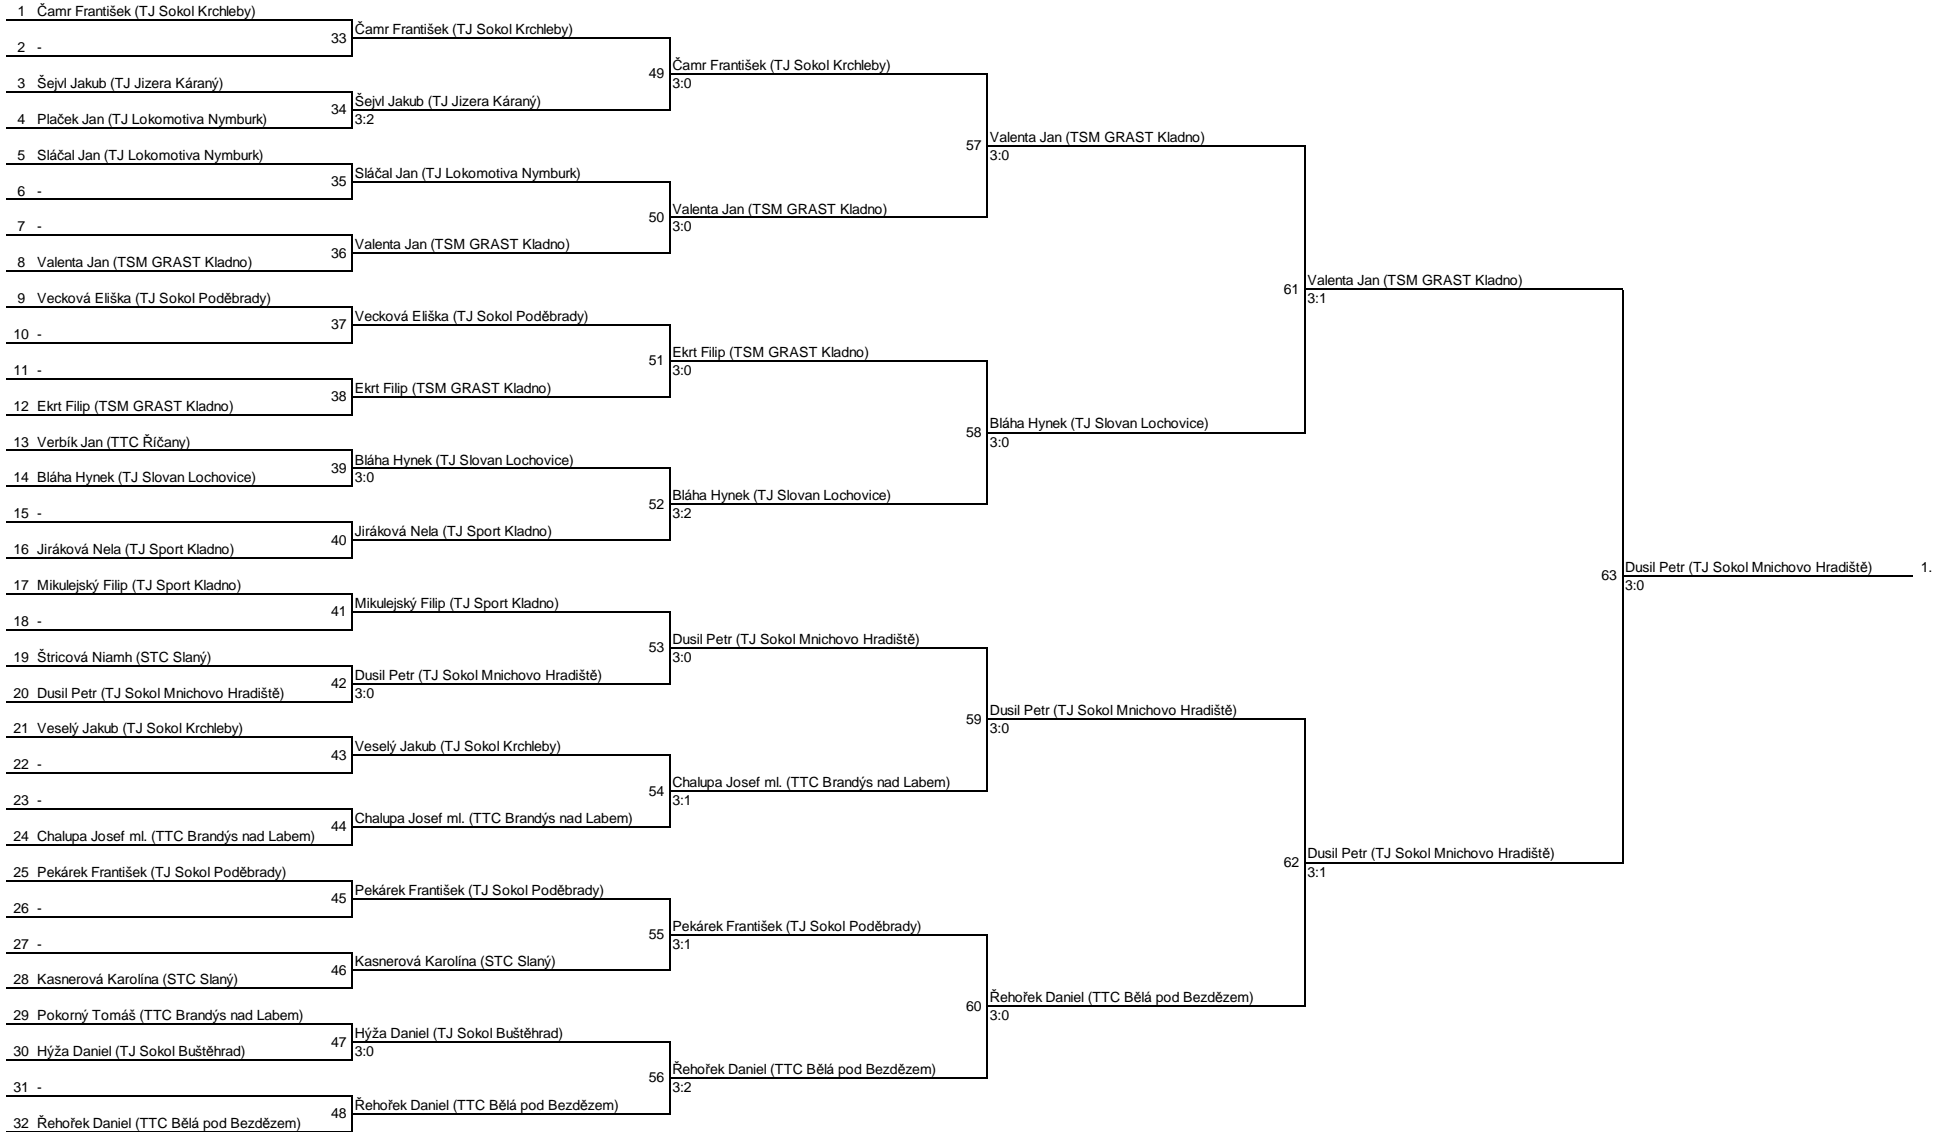 1 Čamr František (TJ Sokol Krchleby)
2 -
3 Šejvl Jakub (TJ Jizera Káraný)
4 Plaček Jan (TJ Lokomotiva Nymburk)
5 Sláčal Jan (TJ Lokomotiva Nymburk)
6 -
7 -
8 Valenta Jan (TSM GRAST Kladno)
9 Vecková Eliška (TJ Sokol Poděbrady)
10 -
11 -
12 Ekrt Filip (TSM GRAST Kladno)
13 Verbík Jan (TTC Říčany)
14 Bláha Hynek (TJ Slovan Lochovice)
15 -
16 Jiráková Nela (TJ Sport Kladno)
17 Mikulejský Filip (TJ Sport Kladno)
18 -
19 Štricová Niamh (STC Slaný)
20 Dusil Petr (TJ Sokol Mnichovo Hradiště)
21 Veselý Jakub (TJ Sokol Krchleby)
22 -
23 -
24 Chalupa Josef ml. (TTC Brandýs nad Labem)
25 Pekárek František (TJ Sokol Poděbrady)
26 -
27 -
28 Kasnerová Karolína (STC Slaný)
29 Pokorný Tomáš (TTC Brandýs nad Labem)
30 Hýža Daniel (TJ Sokol Buštěhrad)
31 -
32 Řehořek Daniel (TTC Bělá pod Bezdězem)
33 Čamr František (TJ Sokol Krchleby)
34 Šejvl Jakub (TJ Jizera Káraný)
3:2
35 Sláčal Jan (TJ Lokomotiva Nymburk)
36 Valenta Jan (TSM GRAST Kladno)
37 Vecková Eliška (TJ Sokol Poděbrady)
38 Ekrt Filip (TSM GRAST Kladno)
39 Bláha Hynek (TJ Slovan Lochovice)
3:0
40 Jiráková Nela (TJ Sport Kladno)
41 Mikulejský Filip (TJ Sport Kladno)
42 Dusil Petr (TJ Sokol Mnichovo Hradiště)
3:0
43 Veselý Jakub (TJ Sokol Krchleby)
44 Chalupa Josef ml. (TTC Brandýs nad Labem)
45 Pekárek František (TJ Sokol Poděbrady)
46 Kasnerová Karolína (STC Slaný)
47 Hýža Daniel (TJ Sokol Buštěhrad)
3:0
48 Řehořek Daniel (TTC Bělá pod Bezdězem)
49 Čamr František (TJ Sokol Krchleby)
3:0
50 Valenta Jan (TSM GRAST Kladno)
3:0
51 Ekrt Filip (TSM GRAST Kladno)
3:0
52 Bláha Hynek (TJ Slovan Lochovice)
3:2
53 Dusil Petr (TJ Sokol Mnichovo Hradiště)
3:0
54 Chalupa Josef ml. (TTC Brandýs nad Labem)
3:1
55 Pekárek František (TJ Sokol Poděbrady)
3:1
56 Řehořek Daniel (TTC Bělá pod Bezdězem)
3:2
57 Valenta Jan (TSM GRAST Kladno)
3:0
58 Bláha Hynek (TJ Slovan Lochovice)
3:0
59 Dusil Petr (TJ Sokol Mnichovo Hradiště)
3:0
60 Řehořek Daniel (TTC Bělá pod Bezdězem)
3:0
61 Valenta Jan (TSM GRAST Kladno)
3:1
62 Dusil Petr (TJ Sokol Mnichovo Hradiště)
3:1
63 Dusil Petr (TJ Sokol Mnichovo Hradiště) 1.
3:0